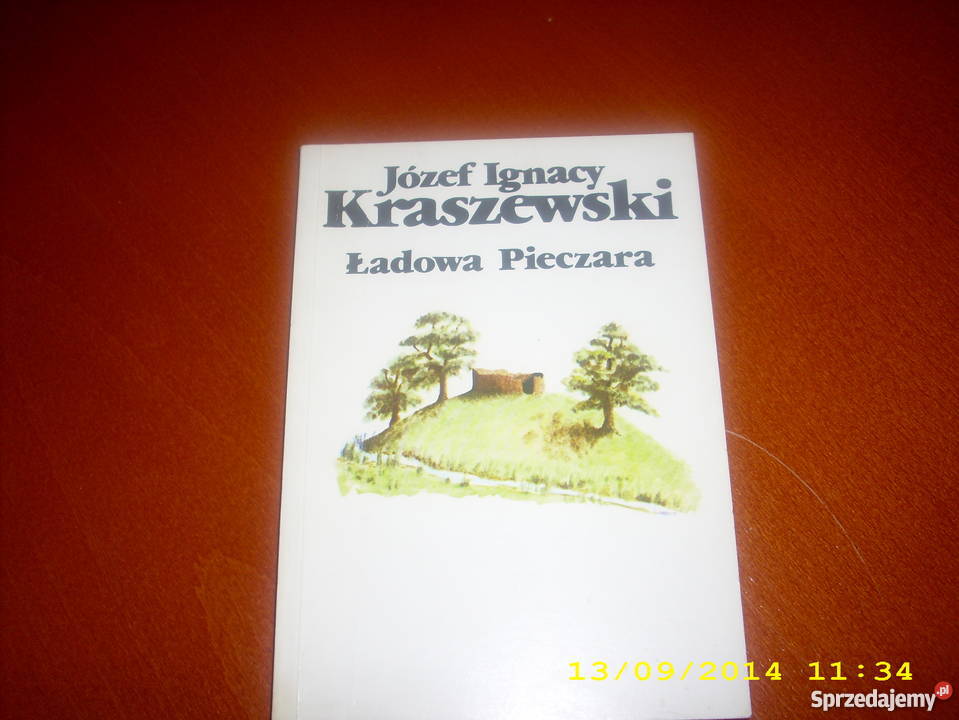 Józef Ignacy
Kraszewski
Ładowa Pieczara
13/09/2014 11:34
Sprzedajemy.pl